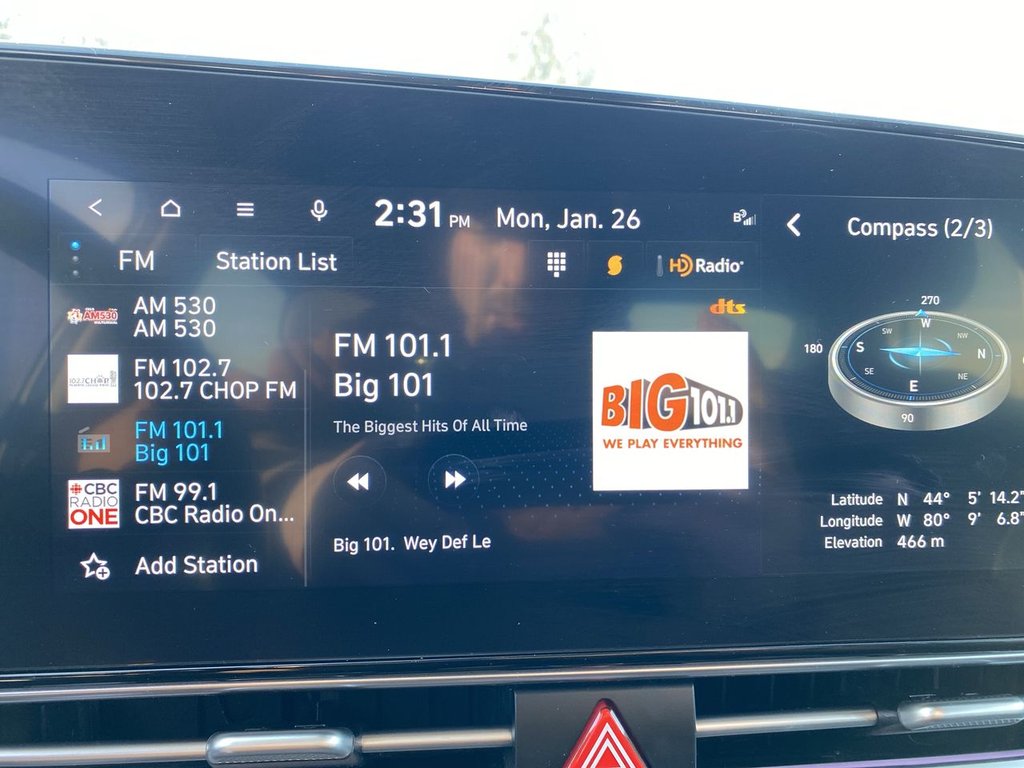 2:31 PM Mon, Jan. 26
Compass (2/3)
FM Station List
HD Radio
AM530
AM 530
AM 530
dts
102.7 CHOP
FM 102.7
102.7 CHOP FM
FM 101.1
Big 101
CBC
RADIO
ONE
FM 99.1
CBC Radio On...
Add Station
FM 101.1
Big 101
The Biggest Hits Of All Time
Big 101. Wey Def Le
BIG 101.1
WE PLAY EVERYTHING
270
W
SW
NW
180
S
N
SE
NE
E
90
Latitude N 44° 5' 14.2"
Longitude W 80° 9' 6.8"
Elevation 466 m